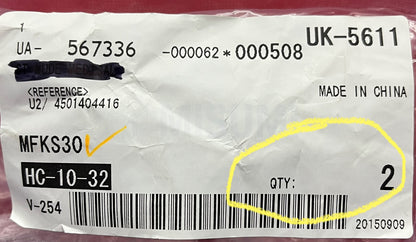 1
UA- 567336 -000062*000508 UK-5611
<REFERENCE>
U2/ 4501404416
MADE IN CHINA
MFKS30
HC-10-32
QTY: 2
V-254
20150909